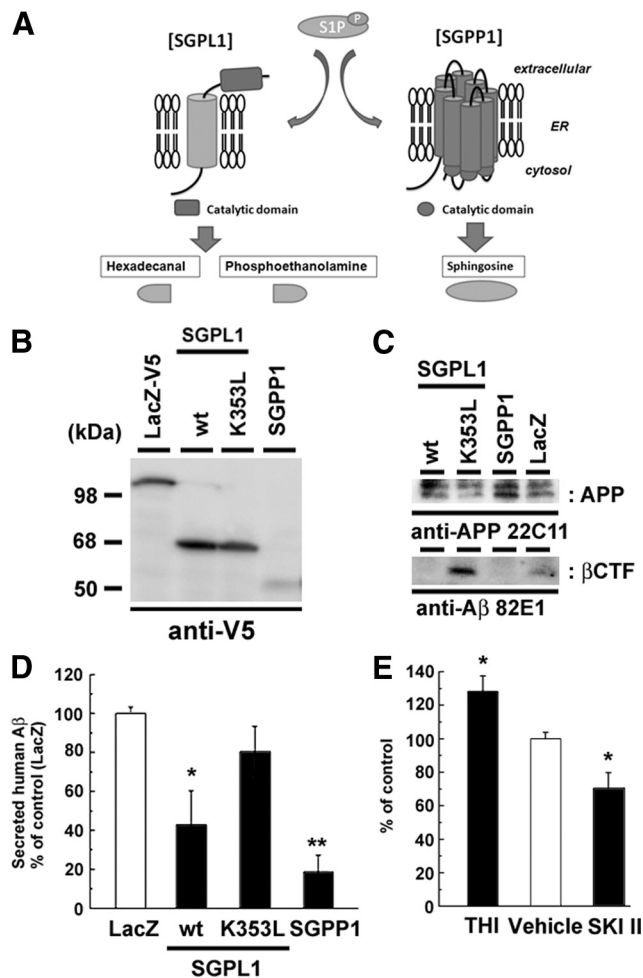 A
[SGPL1]
S1P
P
[SGPP1]
extracellular
ER
cytosol
Catalytic domain
Catalytic domain
Hexadecanal
Phosphoethanolamine
Sphingosine
B
SGPL1
LacZ-V5
wt
K353L
SGPP1
(kDa)
98
68
50
anti-V5
C
SGPL1
wt
K353L
SGPP1
LacZ
: APP
anti-APP 22C11
: βCTF
anti-Aβ 82E1
D
Secreted human Aβ
% of control (LacZ)
120
100
80
60
40
20
0
*
**
LacZ
wt
K353L
SGPP1
SGPL1
E
% of control
140
120
100
80
60
40
20
0
*
*
THI
Vehicle
SKI II